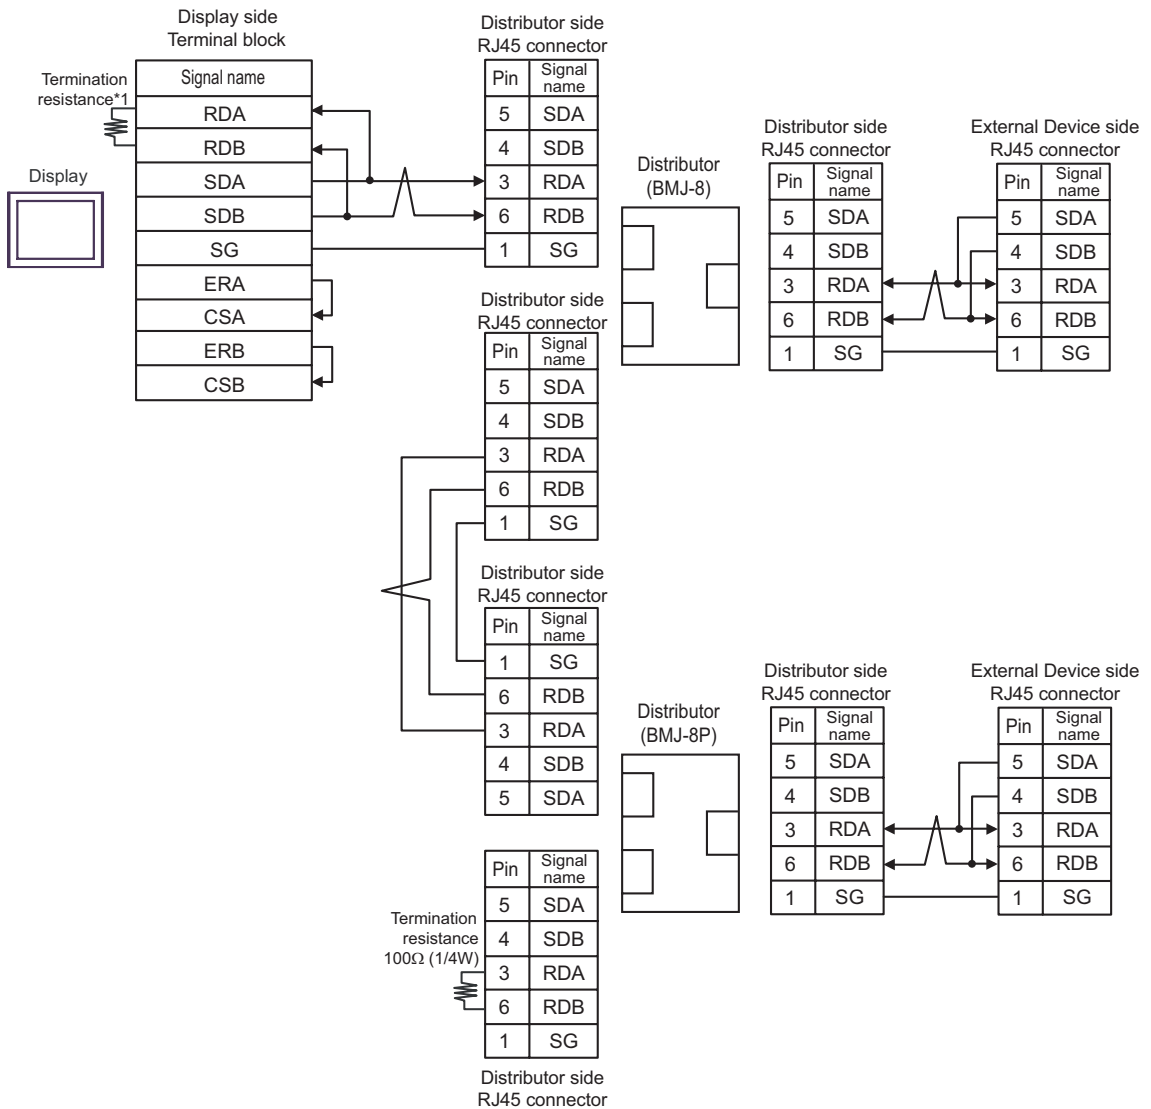 Display side
Terminal block
Termination
resistance*1
Display
Signal name
RDA
RDB
SDA
SDB
SG
ERA
CSA
ERB
CSB
Distributor side
RJ45 connector
Pin Signal name
5 SDA
4 SDB
3 RDA
6 RDB
1 SG
Distributor
(BMJ-8)
Distributor side
RJ45 connector
Pin Signal name
5 SDA
4 SDB
3 RDA
6 RDB
1 SG
External Device side
RJ45 connector
Pin Signal name
5 SDA
4 SDB
3 RDA
6 RDB
1 SG
Distributor side
RJ45 connector
Pin Signal name
5 SDA
4 SDB
3 RDA
6 RDB
1 SG
Distributor side
RJ45 connector
Pin Signal name
1 SG
6 RDB
3 RDA
4 SDB
5 SDA
Distributor
(BMJ-8P)
Distributor side
RJ45 connector
Pin Signal name
5 SDA
4 SDB
3 RDA
6 RDB
1 SG
External Device side
RJ45 connector
Pin Signal name
5 SDA
4 SDB
3 RDA
6 RDB
1 SG
Termination
resistance
100Ω (1/4W)
Pin Signal name
5 SDA
4 SDB
3 RDA
6 RDB
1 SG
Distributor side
RJ45 connector